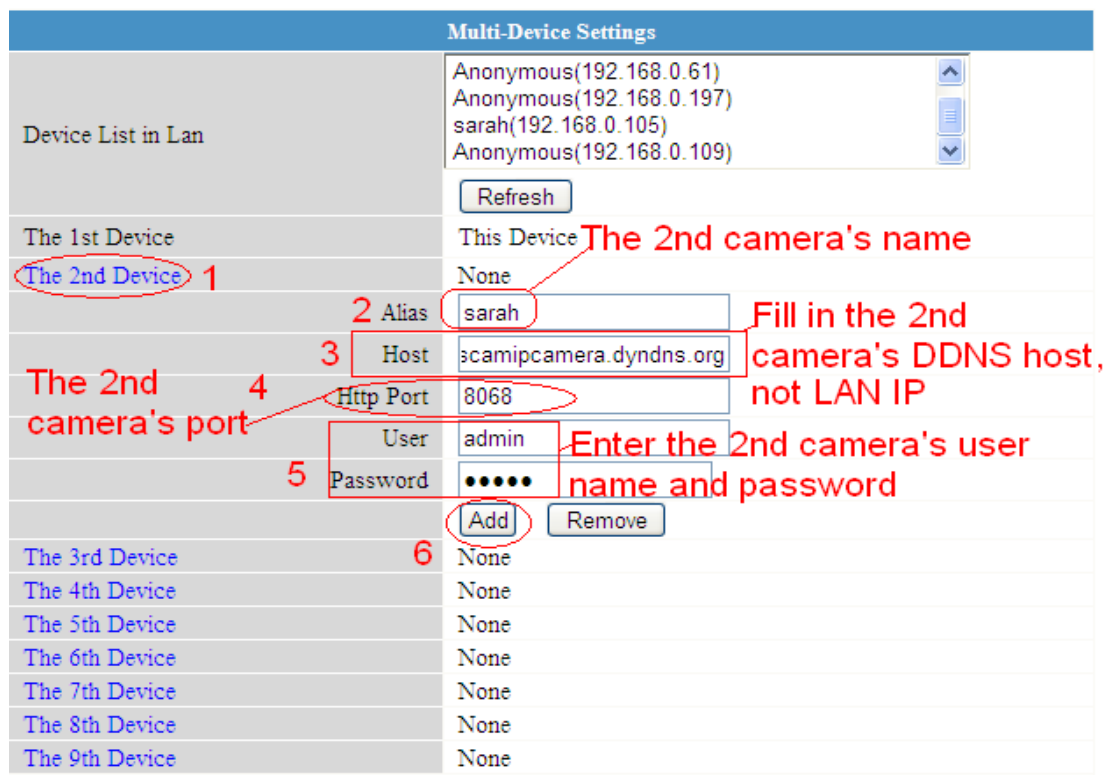 Multi-Device Settings
Device List in Lan
Anonymous(192.168.0.61)
Anonymous(192.168.0.197)
sarah(192.168.0.105)
Anonymous(192.168.0.109)
Refresh
The 1st Device This Device The 2nd camera's name
The 2nd Device 1 None
2 Alias sarah
Fill in the 2nd
camera's DDNS host,
not LAN IP
3 Host scamipcamera.dyndns.org
The 2nd
camera's port
4 Http Port 8068
User admin
5 Password •••••
Enter the 2nd camera's user
name and password
Add Remove
6
The 3rd Device None
The 4th Device None
The 5th Device None
The 6th Device None
The 7th Device None
The 8th Device None
The 9th Device None